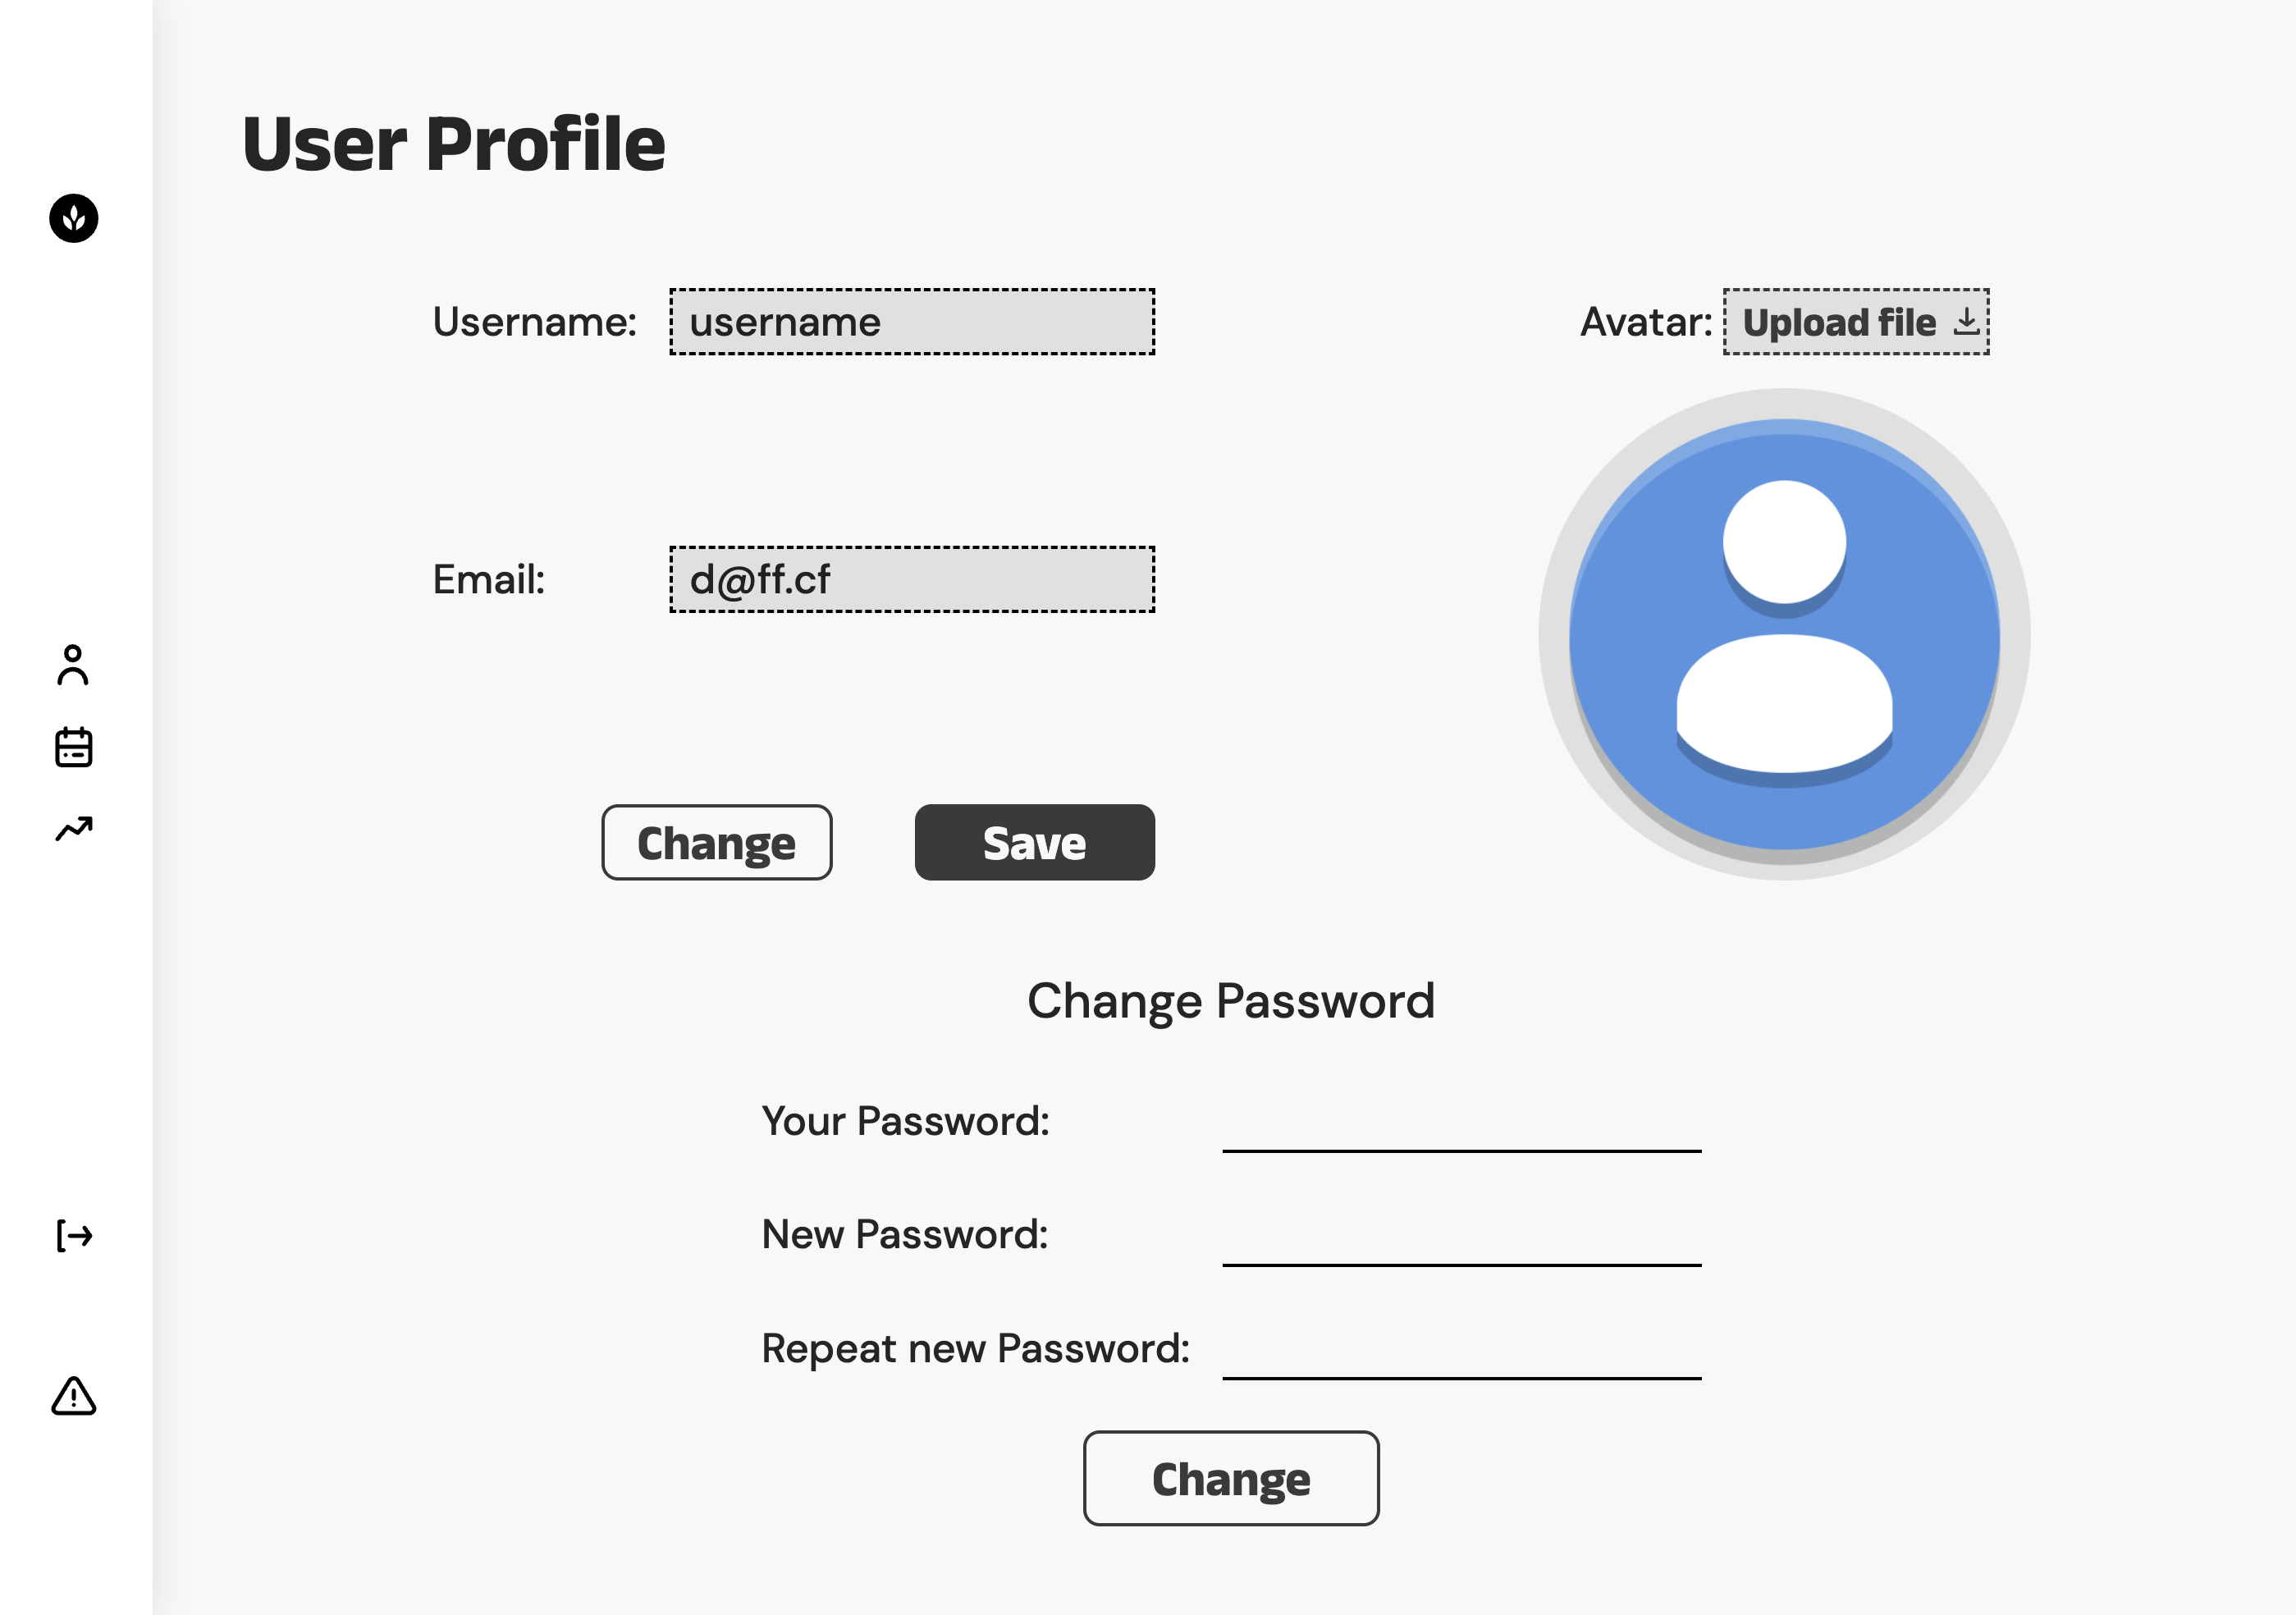 User Profile
Username: username
Avatar: Upload file
Email: d@ff.cf
Change Save
Change Password
Your Password:
New Password:
Repeat new Password:
Change